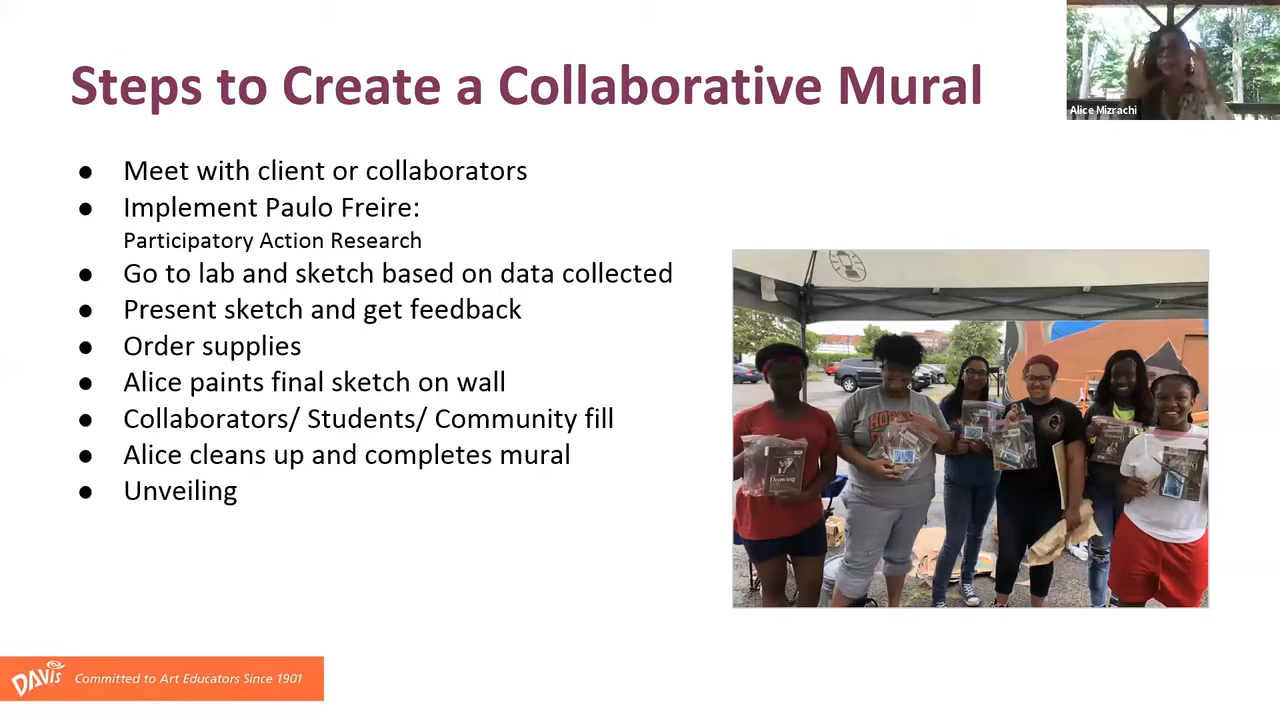 Steps to Create a Collaborative Mural
Alice Mizrachi
● Meet with client or collaborators
● Implement Paulo Freire:
Participatory Action Research
● Go to lab and sketch based on data collected
● Present sketch and get feedback
● Order supplies
● Alice paints final sketch on wall
● Collaborators/ Students/ Community fill
● Alice cleans up and completes mural
● Unveiling
Drawing
DAVIS Committed to Art Educators Since 1901